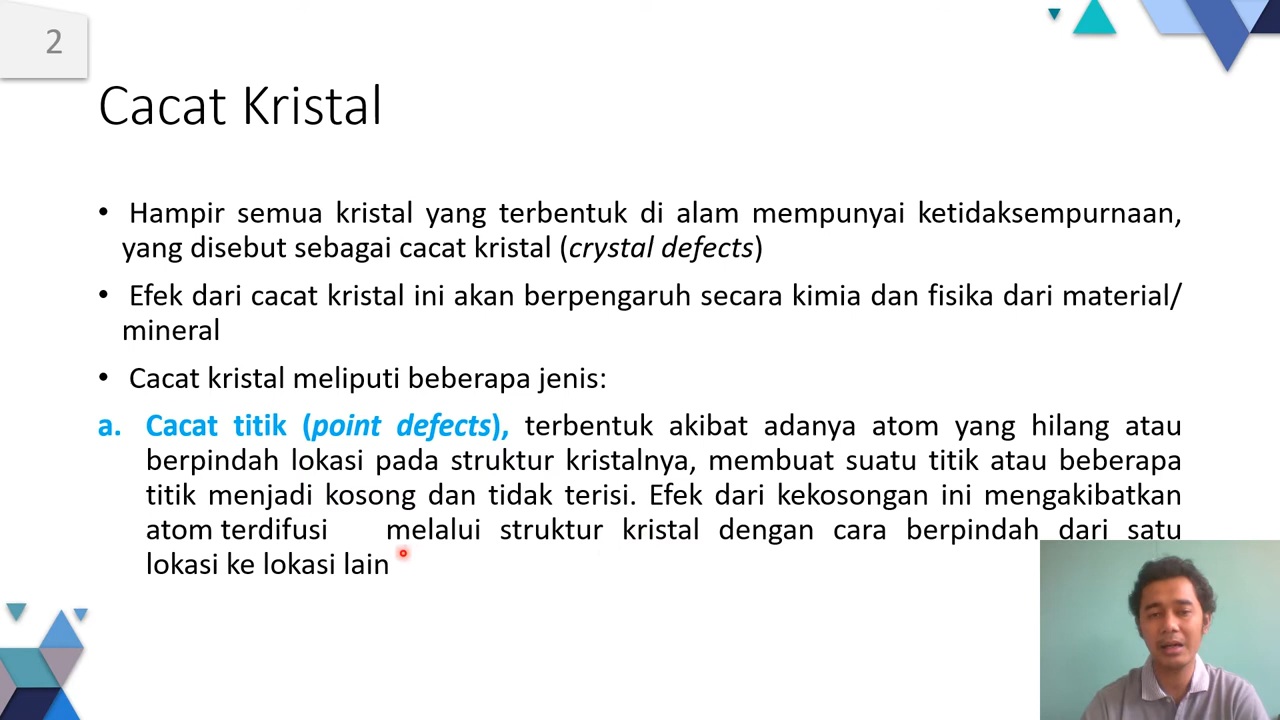 2
Cacat Kristal
• Hampir semua kristal yang terbentuk di alam mempunyai ketidaksempurnaan,
yang disebut sebagai cacat kristal (crystal defects)
• Efek dari cacat kristal ini akan berpengaruh secara kimia dan fisika dari material/
mineral
• Cacat kristal meliputi beberapa jenis:
a. Cacat titik (point defects), terbentuk akibat adanya atom yang hilang atau
berpindah lokasi pada struktur kristalnya, membuat suatu titik atau beberapa
titik menjadi kosong dan tidak terisi. Efek dari kekosongan ini mengakibatkan
atom terdifusi melalui struktur kristal dengan cara berpindah dari satu
lokasi ke lokasi lain